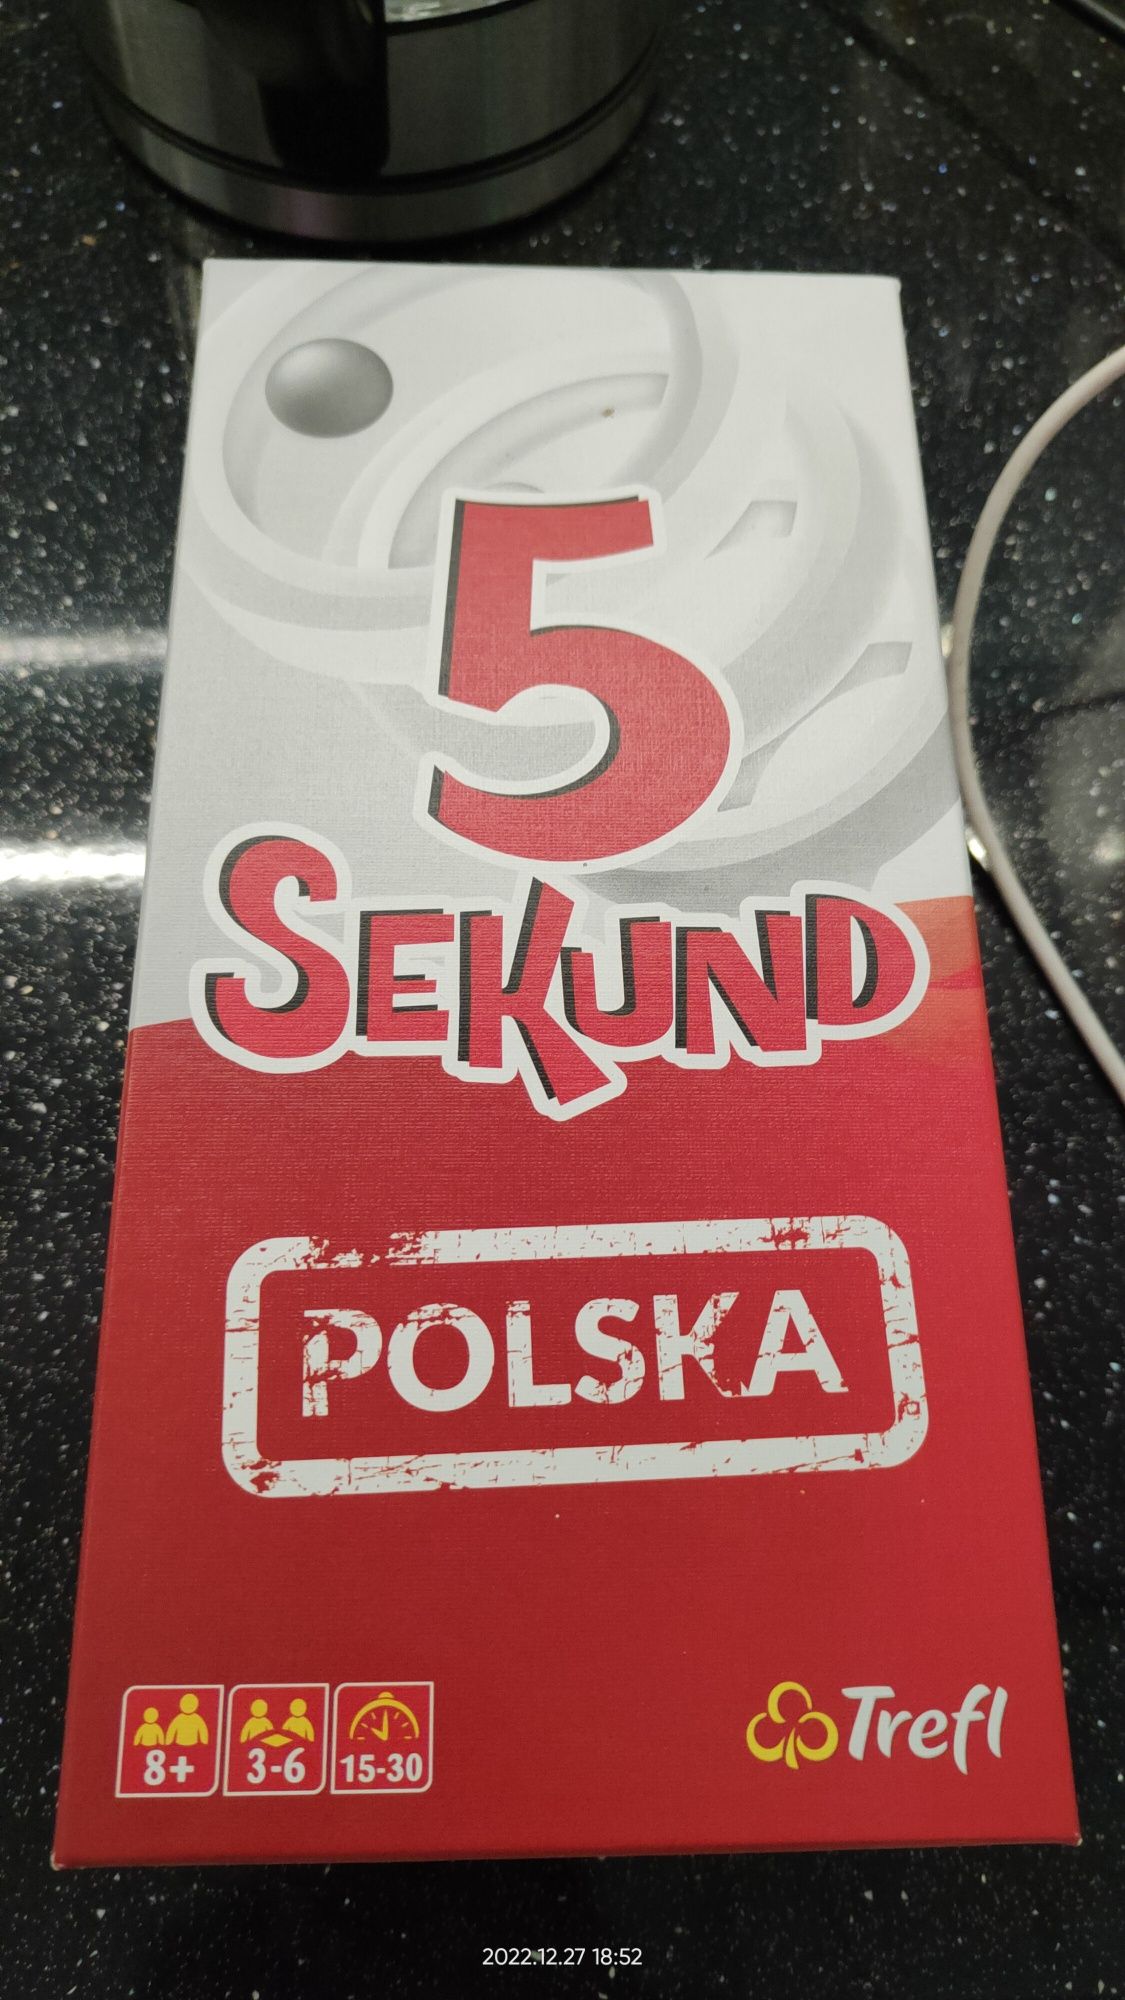 5
SEKUND
POLSKA
8+
3-6
15-30
Trefl
2022.12.27 18:52